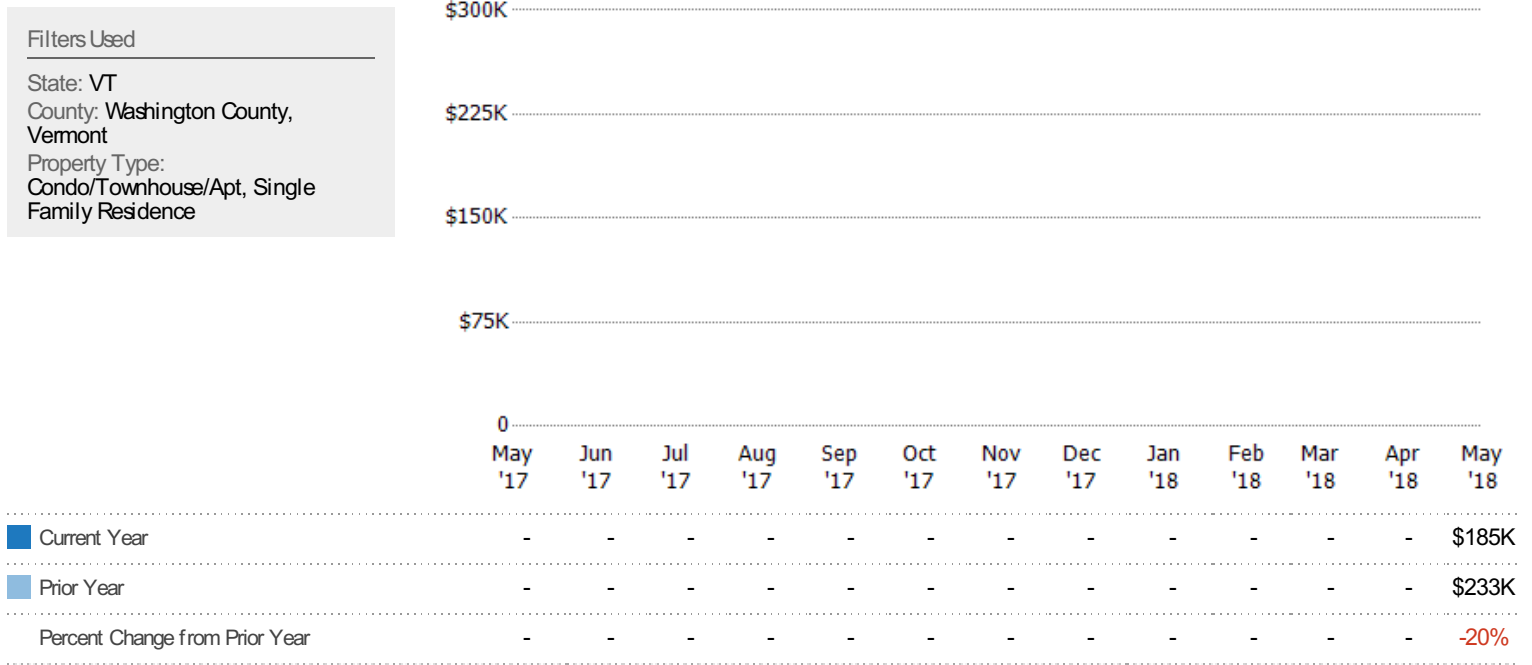 Filters Used
State: VT
County: Washington County,
Vermont
Property Type:
Condo/Townhouse/Apt, Single
Family Residence
$300K
$225K
$150K
$75K
0
May Jun Jul Aug Sep Oct Nov Dec Jan Feb Mar Apr May
'17 '17 '17 '17 '17 '17 '17 '17 '18 '18 '18 '18 '18
Current Year - - - - - - - - - - - - $185K
Prior Year - - - - - - - - - - - - $233K
Percent Change from Prior Year - - - - - - - - - - - - -20%